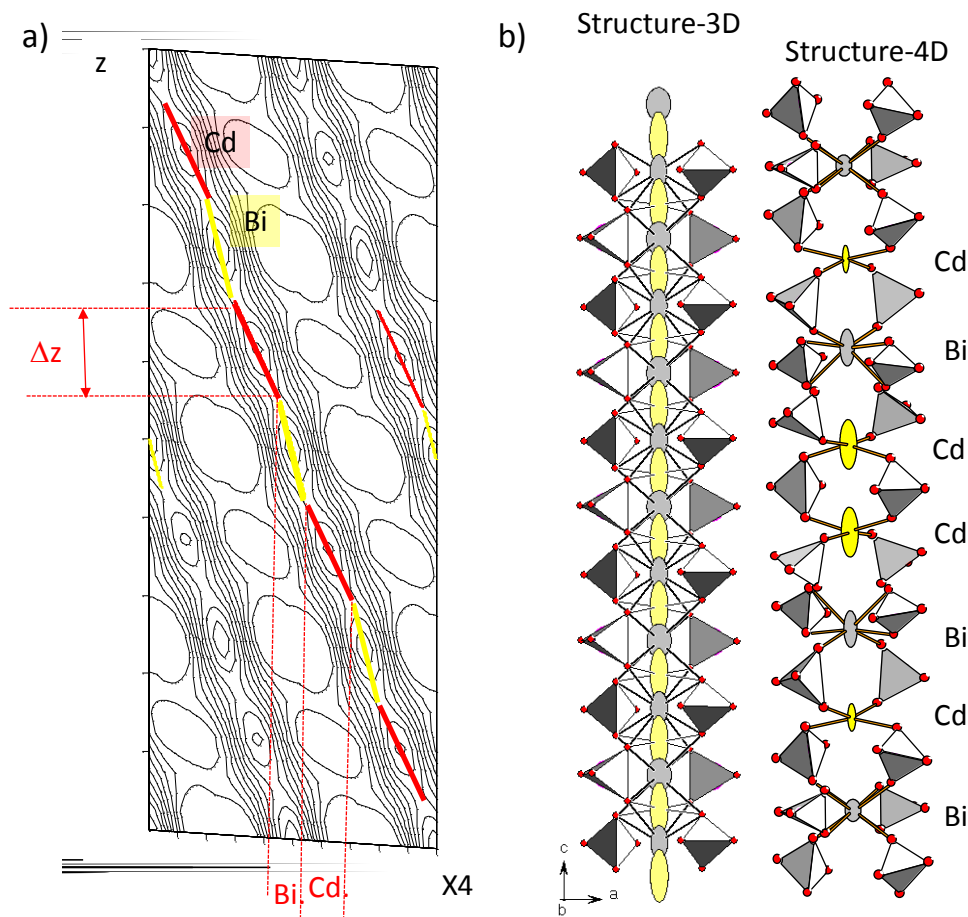 a)
z
Cd
Bi
Δz
Bi.
Cd.
X4
b)
Structure-3D
Structure-4D
Cd
Bi
Cd
Cd
Bi
Cd
Bi
c
b
a